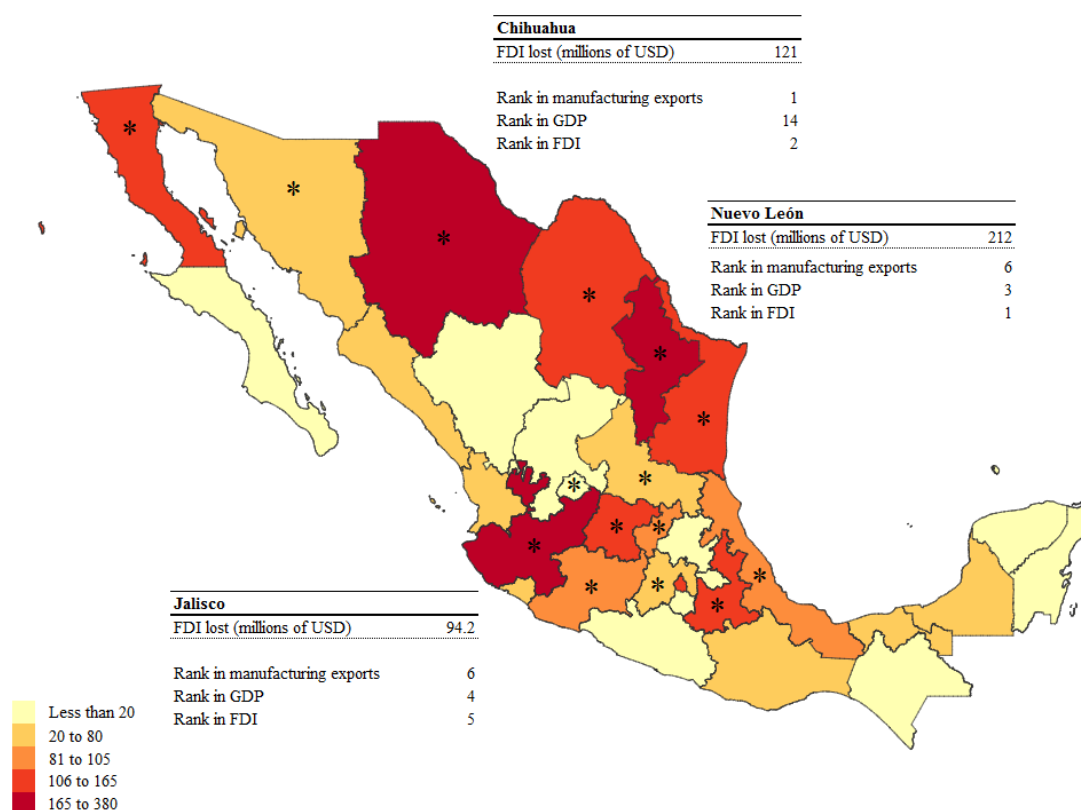 Chihuahua
FDI lost (millions of USD) 121
Rank in manufacturing exports 1
Rank in GDP 14
Rank in FDI 2
Nuevo León
FDI lost (millions of USD) 212
Rank in manufacturing exports 6
Rank in GDP 3
Rank in FDI 1
Jalisco
FDI lost (millions of USD) 94.2
Rank in manufacturing exports 6
Rank in GDP 4
Rank in FDI 5
Less than 20
20 to 80
81 to 105
106 to 165
165 to 380